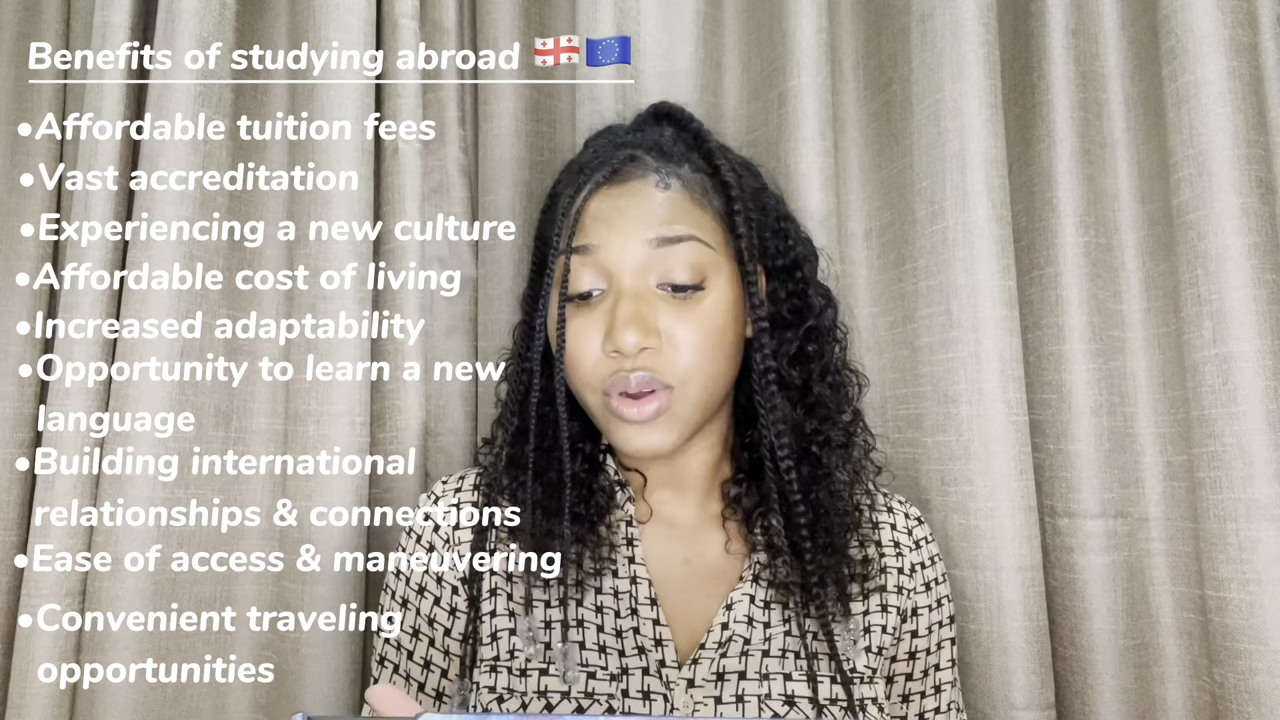 Benefits of studying abroad 🇬🇪🇪🇺
•Affordable tuition fees
•Vast accreditation
•Experiencing a new culture
•Affordable cost of living
•Increased adaptability
•Opportunity to learn a new
language
•Building international
relationships & connections
•Ease of access & maneuvering
•Convenient traveling
opportunities